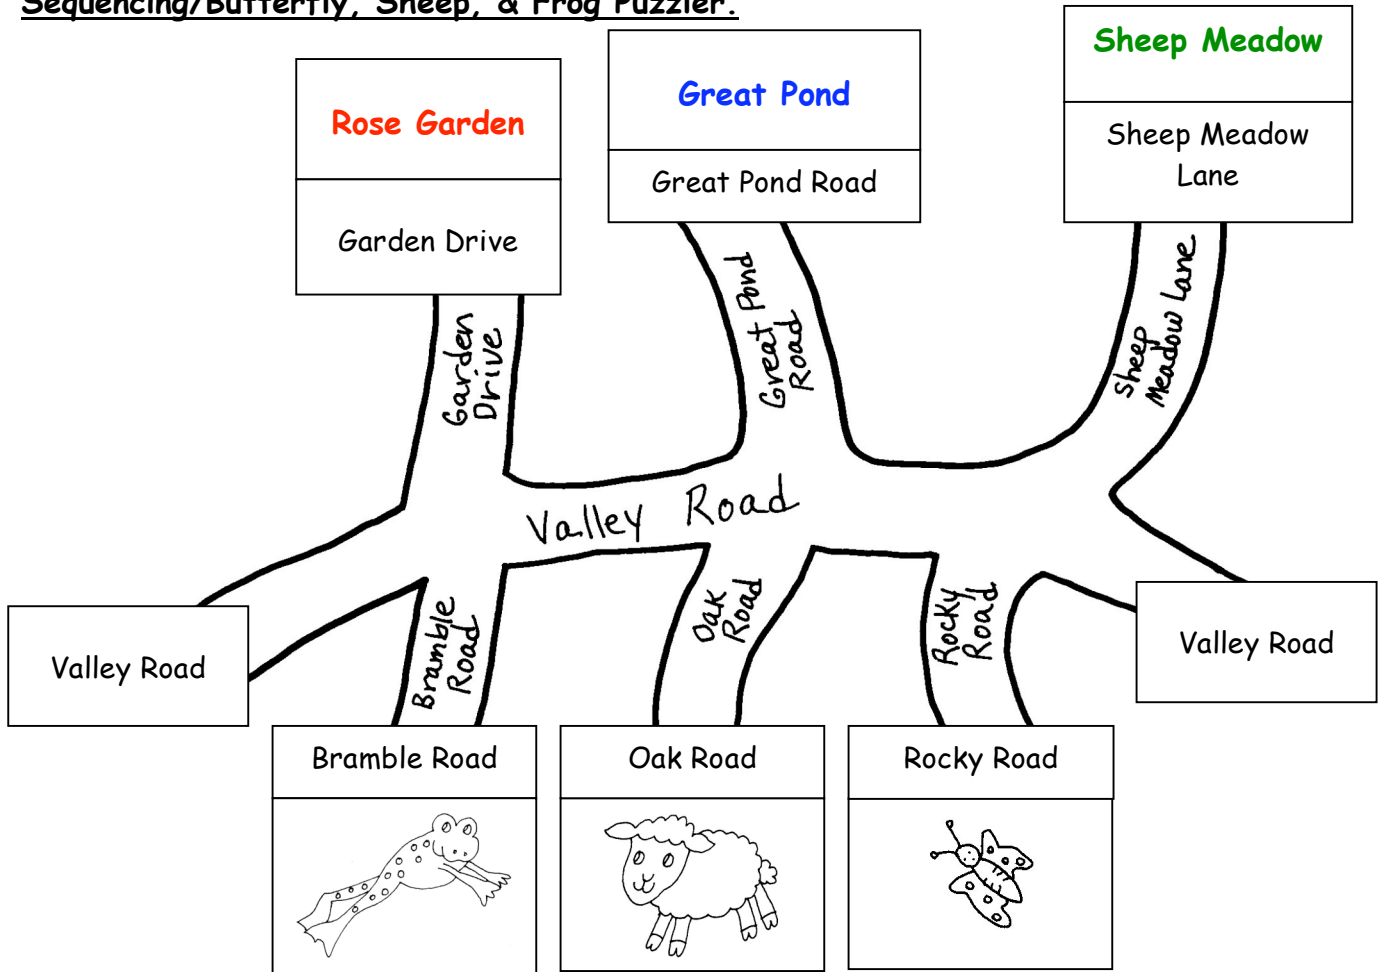 Sequencing/Butterfly, Sheep, & Frog Puzzler.
Sheep Meadow
Great Pond
Rose Garden
Sheep Meadow
Lane
Great Pond Road
Garden Drive
Great Pond
Road
Sheep
Meadow Lane
Garden
Drive
Valley Road
Oak
Road
Rocky
Road
Bramble
Road
Valley Road
Valley Road
Bramble Road
Oak Road
Rocky Road